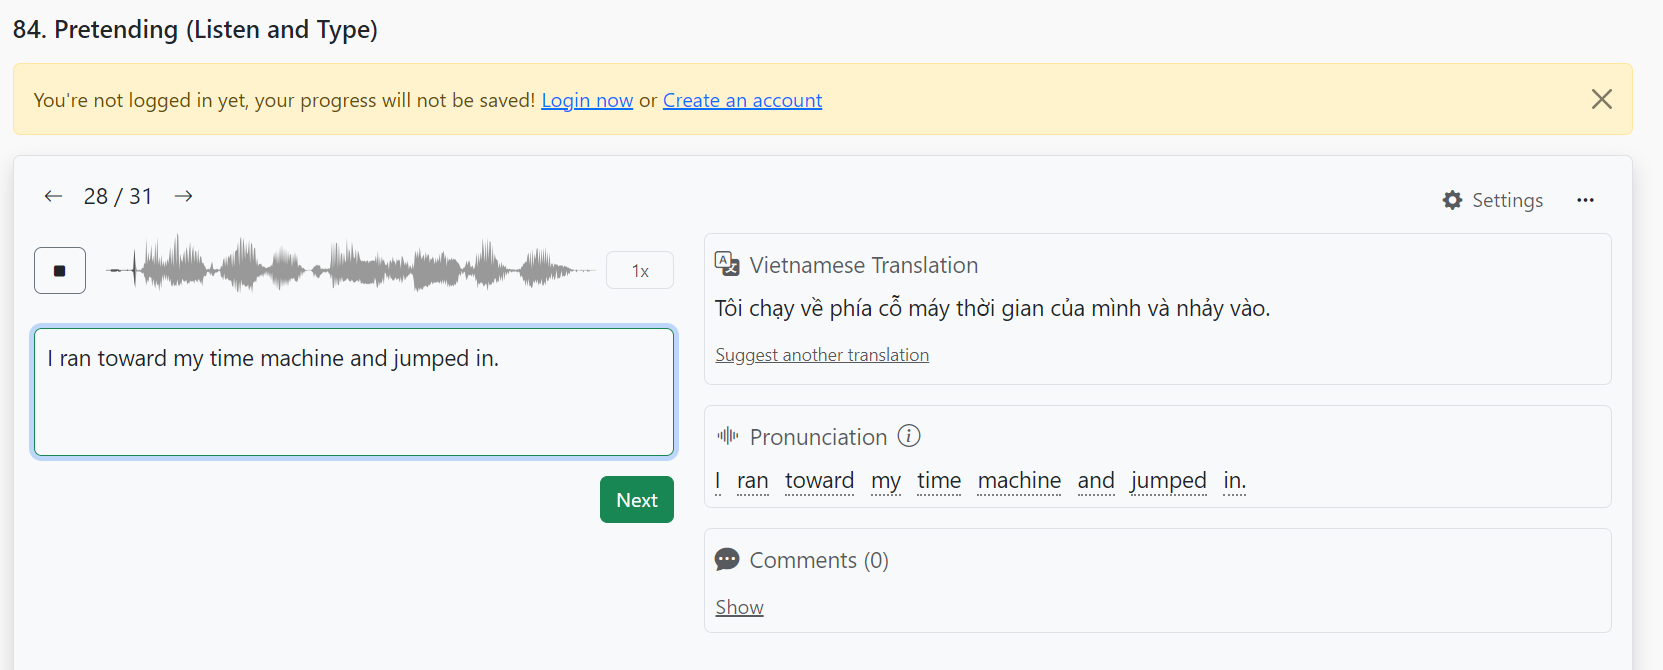 84. Pretending (Listen and Type)
You're not logged in yet, your progress will not be saved! Login now or Create an account
← 28 / 31 →
Settings
1x
I ran toward my time machine and jumped in.
Next
Vietnamese Translation
Tôi chạy về phía cỗ máy thời gian của mình và nhảy vào.
Suggest another translation
Pronunciation
I ran toward my time machine and jumped in.
Comments (0)
Show